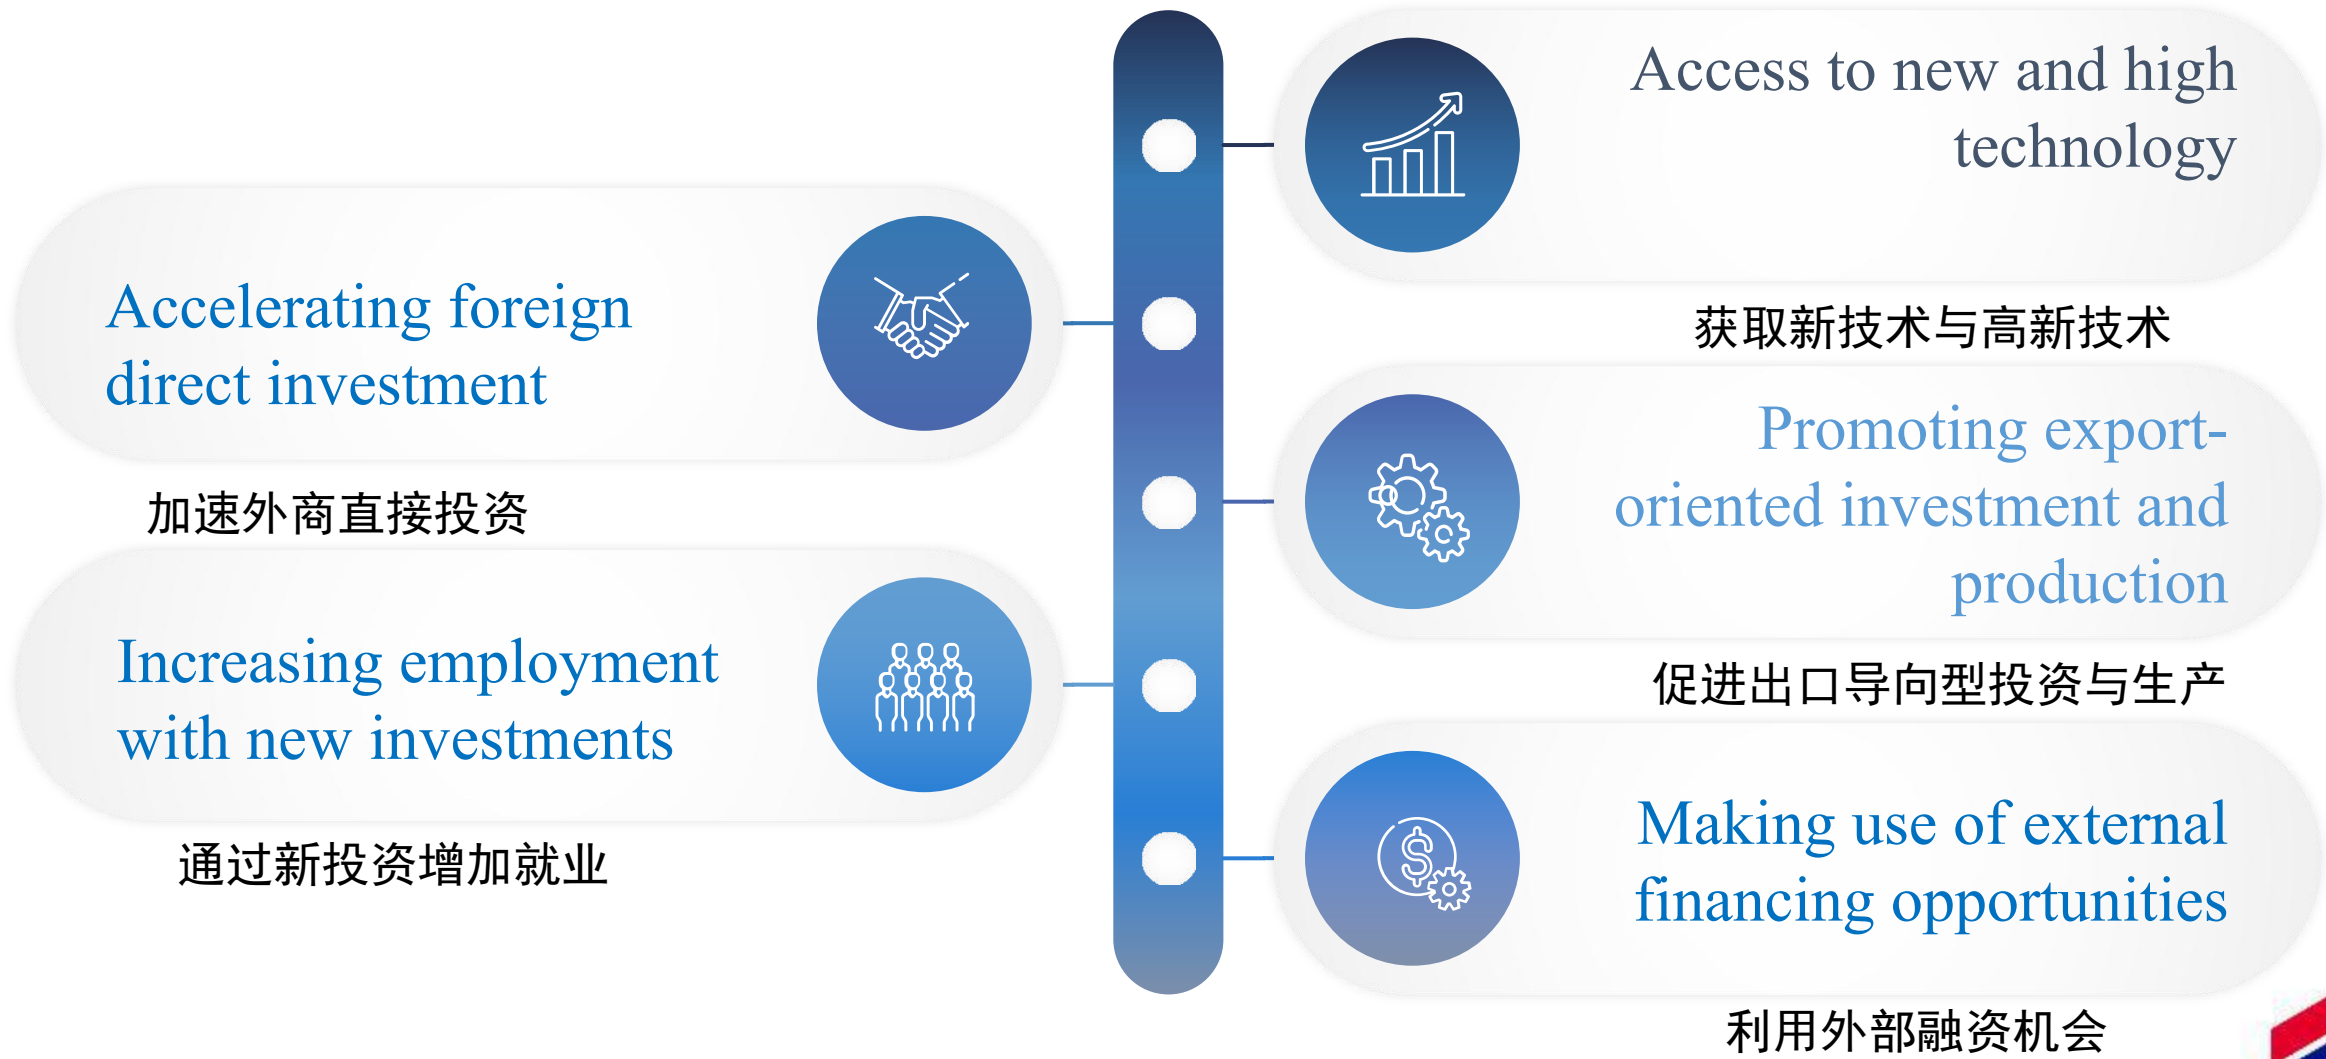 Access to new and high
technology
获取新技术与高新技术
Accelerating foreign
direct investment
加速外商直接投资
Promoting export-
oriented investment and
production
促进出口导向型投资与生产
Increasing employment
with new investments
通过新投资增加就业
Making use of external
financing opportunities
利用外部融资机会